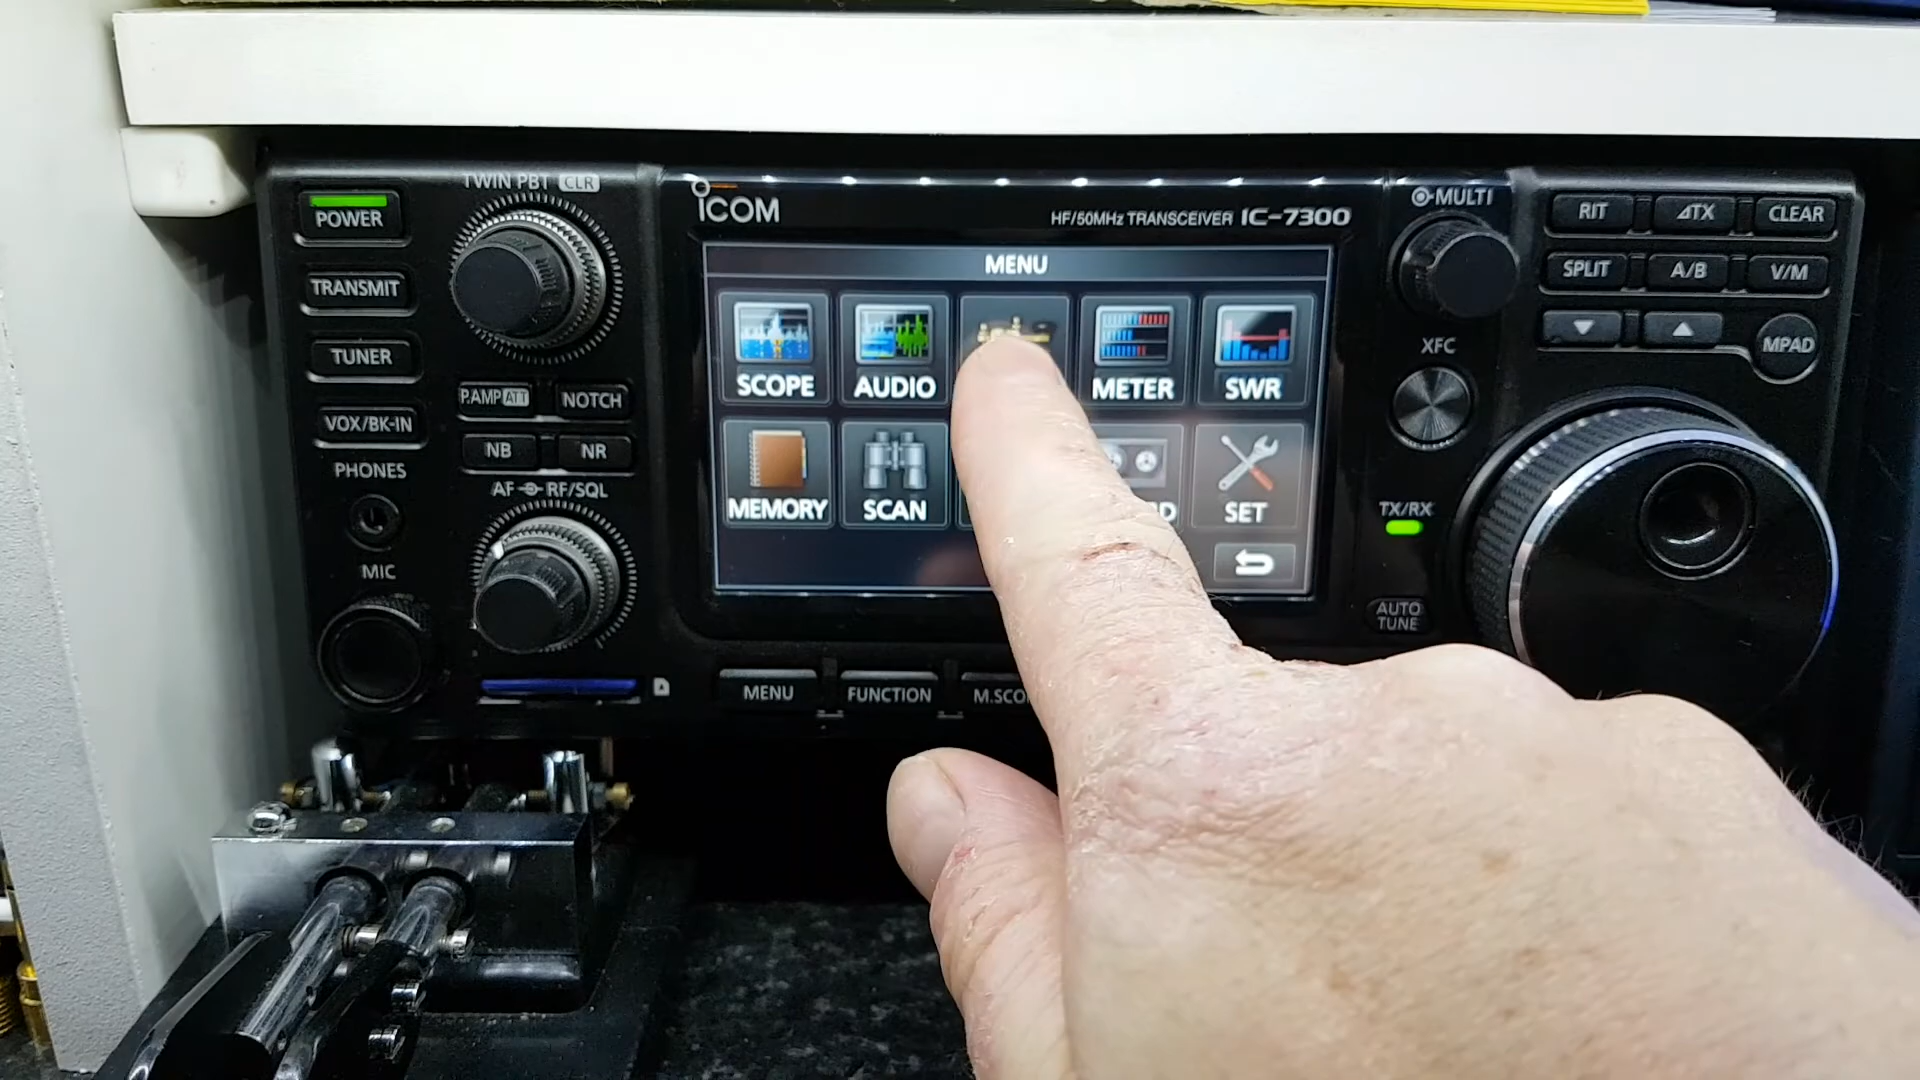 TWIN PBT CLR
POWER
TRANSMIT
TUNER
VOX/BK-IN
P.AMP ATT
NOTCH
NB
NR
PHONES
AF RF/SQL
MIC
ICOM
HF/50MHz TRANSCEIVER IC-7300
MENU
SCOPE
AUDIO
METER
SWR
MEMORY
SCAN
SET
MENU
FUNCTION
MULTI
XFC
TX/RX
AUTO
TUNE
RIT
⊿TX
CLEAR
SPLIT
A/B
V/M
MPAD